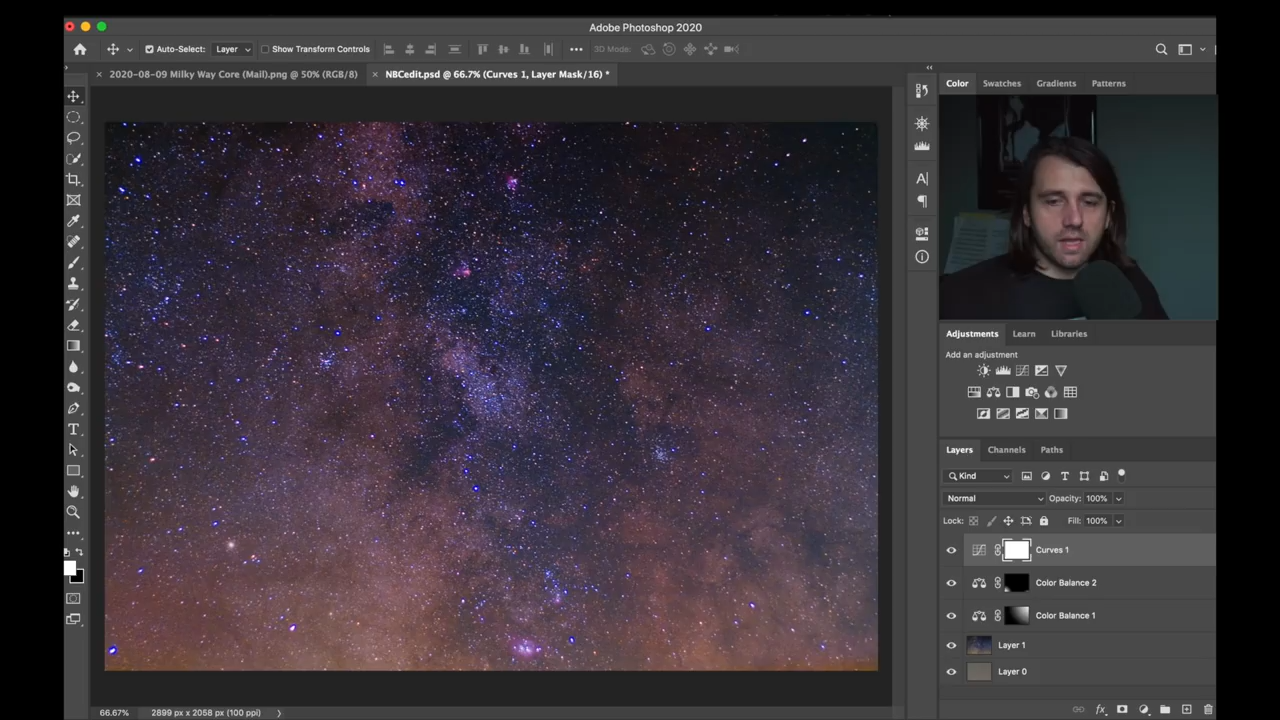 Adobe Photoshop 2020
Auto-Select: Layer Show Transform Controls 3D Mode:
2020-08-09 Milky Way Core (Mail).png @ 50% (RGB/8) NBCedit.psd @ 66.7% (Curves 1, Layer Mask/16) *
Color Swatches Gradients Patterns
Adjustments Learn Libraries
Add an adjustment
Layers Channels Paths
Kind
Normal Opacity: 100%
Lock: Fill: 100%
Curves 1
Color Balance 2
Color Balance 1
Layer 1
Layer 0
66.67% 2899 px x 2058 px (100 ppi)